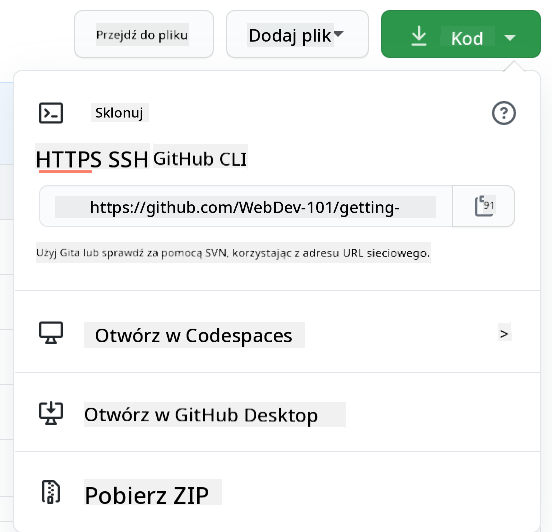 Przejdź do pliku Dodaj plik Kod
Sklonuj
HTTPS SSH GitHub CLI
https://github.com/WebDev-101/getting-
91
Użyj Gita lub sprawdź za pomocą SVN, korzystając z adresu URL sieciowego.
Otwórz w Codespaces >
Otwórz w GitHub Desktop
Pobierz ZIP